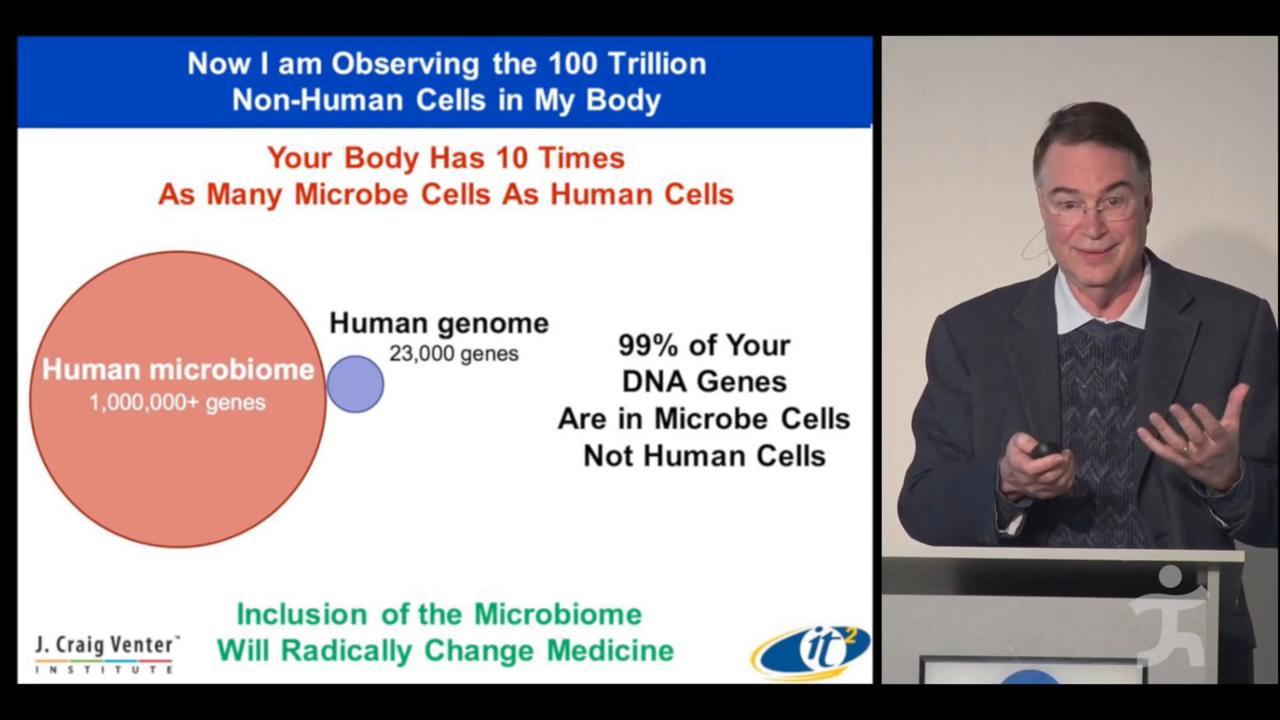 Now I am Observing the 100 Trillion
Non-Human Cells in My Body
Your Body Has 10 Times
As Many Microbe Cells As Human Cells
Human microbiome
1,000,000+ genes
Human genome
23,000 genes
99% of Your
DNA Genes
Are in Microbe Cells
Not Human Cells
Inclusion of the Microbiome
Will Radically Change Medicine
J. Craig Venter™
INSTITUTE
it2